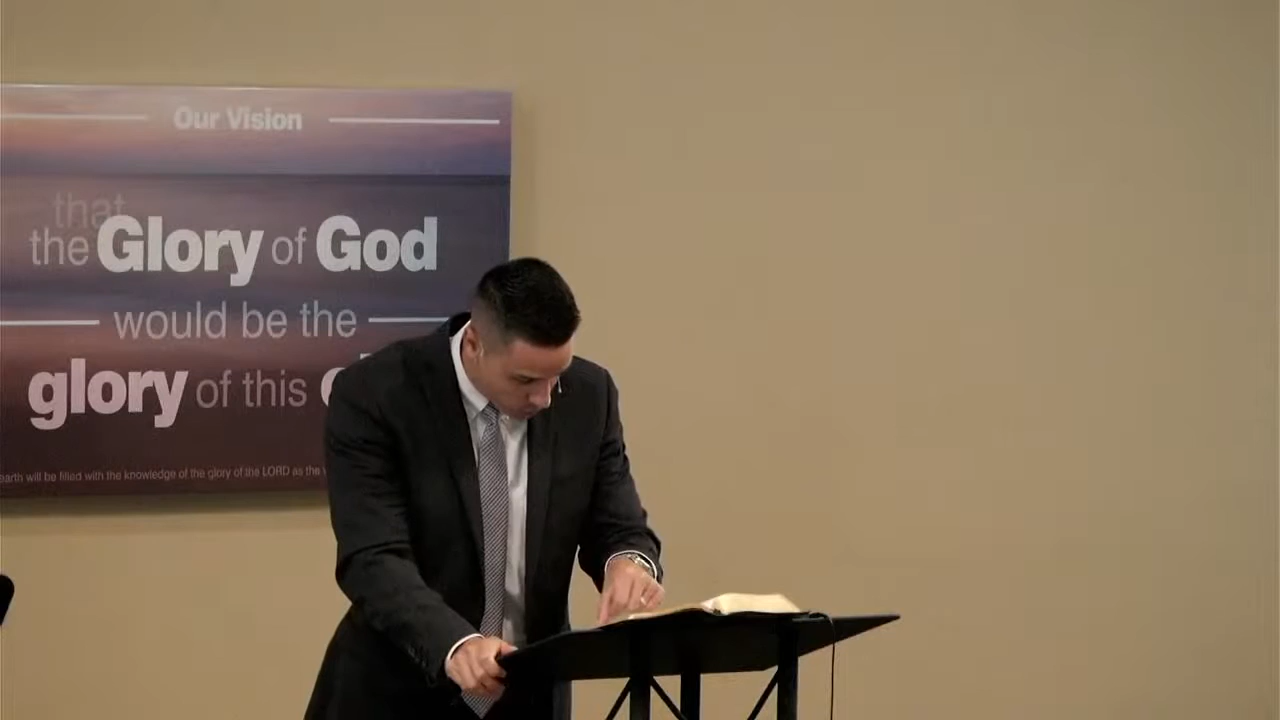 Our Vision
that
the Glory of God
would be the
glory of this
earth will be filled with the knowledge of the glory of the LORD as the